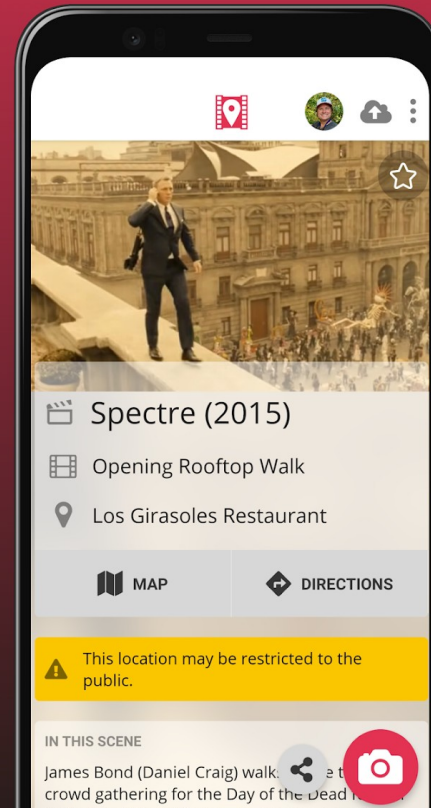 Spectre (2015)
Opening Rooftop Walk
Los Girasoles Restaurant
MAP
DIRECTIONS
This location may be restricted to the
public.
IN THIS SCENE
James Bond (Daniel Craig) walks
crowd gathering for the Day of the Dead